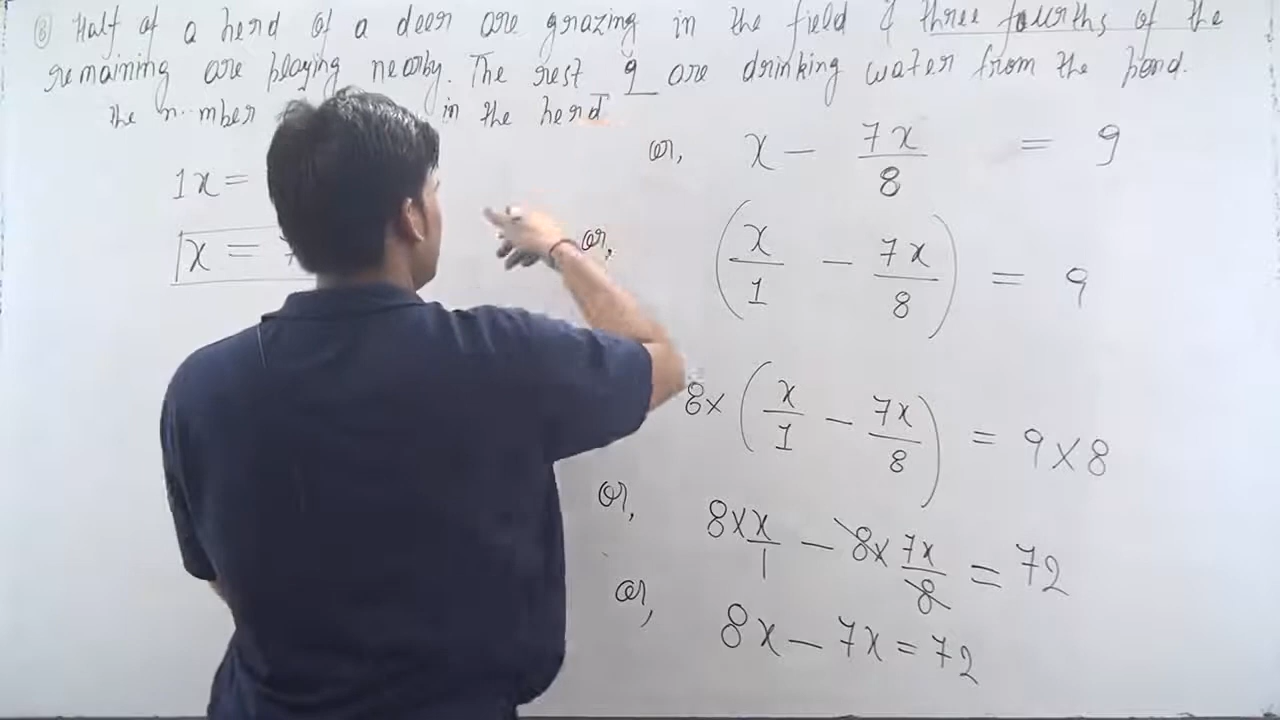 ⑧ Half of a herd of a deer are grazing in the field & three fourths of the
remaining are playing nearby. The rest 9 are drinking water from the pond.
the number in the herd
1x =
x = 7
or, x - 7x/8 = 9
or, (x/1 - 7x/8) = 9
8x (x/1 - 7x/8) = 9 x 8
or, 8 x x/1 - 8 x 7x/8 = 72
or, 8x - 7x = 72